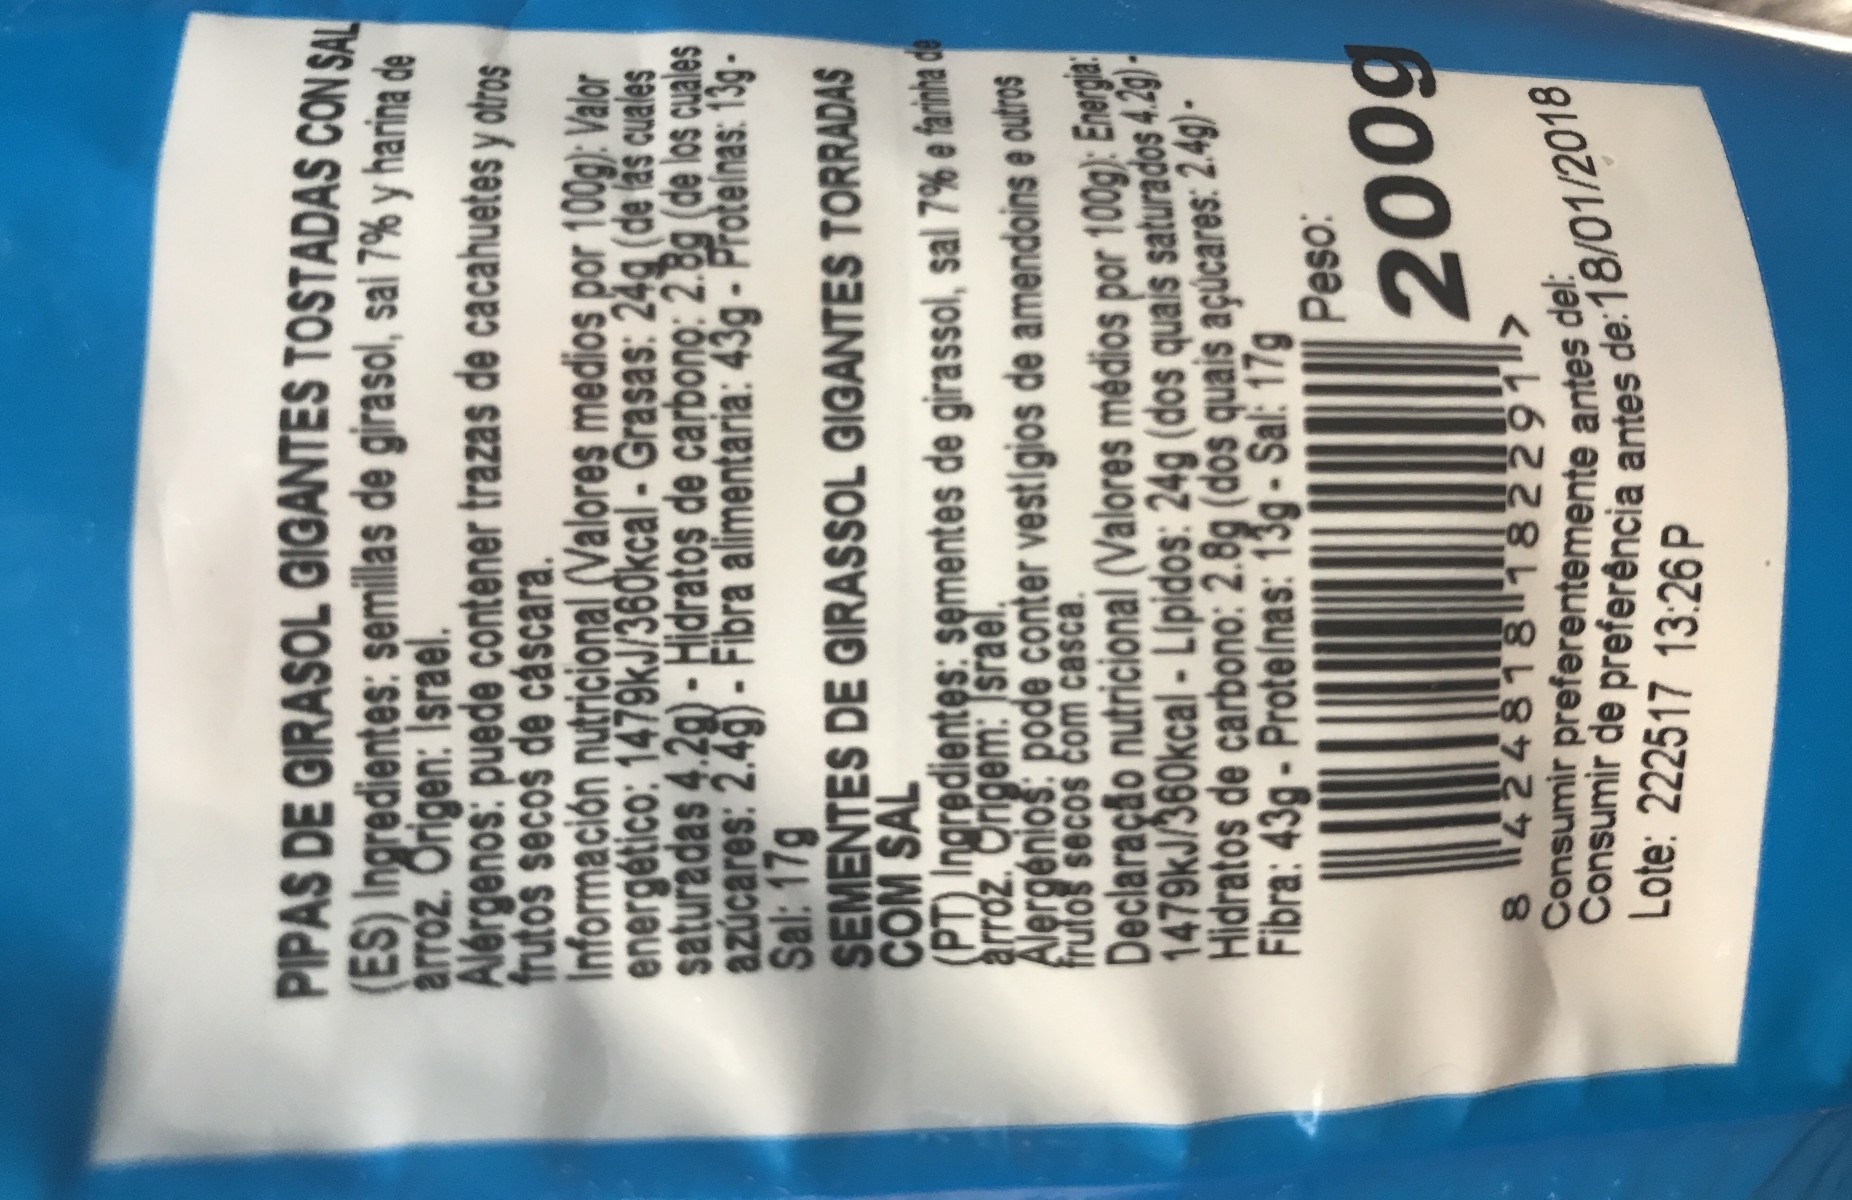 PIPAS DE GIRASOL GIGANTES TOSTADAS CON SAL
(ES) Ingredientes: semillas de girasol, sal 7% y harina de
arroz. Origen: Israel.
Alérgenos: puede contener trazas de cacahuetes y otros
frutos secos de cáscara.
Información nutricional (Valores medios por 100g): Valor
energético: 1479kJ/360kcal - Grasas: 24g (de las cuales
saturadas 4.2g) - Hidratos de carbono: 2.8g (de los cuales
azúcares: 2.4g) - Fibra alimentaria: 43g - Proteínas: 13g -
Sal: 17g
SEMENTES DE GIRASSOL GIGANTES TORRADAS
COM SAL
(PT) Ingredientes: sementes de girassol, sal 7% e farinha de
arroz. Origem: Israel.
Alergénios: pode conter vestígios de amendoins e outros
frutos secos com casca.
Declaração nutricional (Valores médios por 100g): Energia:
1479kJ/360kcal - Lípidos: 24g (dos quais saturados 4.2g) -
Hidratos de carbono: 2.8g (dos quais açúcares: 2.4g) -
Fibra: 43g - Proteínas: 13g - Sal: 17g
Peso:
200g
8 424818 182291 >
Consumir preferentemente antes del:
Consumir de preferência antes de: 18/01/2018
Lote: 222517 13:26 P